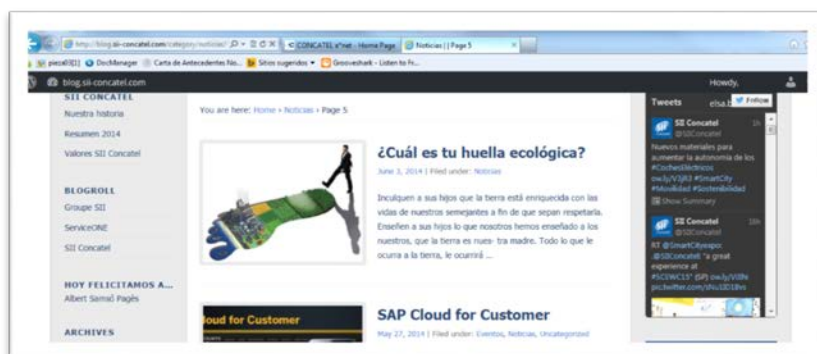 http://blog.sii-concatel.com/category/noticias/
CONCATEL e*net - Home Page
Noticias | | Page 5
pieza03[1]
DocManager
Carta de Antecedentes No...
Sitios sugeridos
Grooveshark - Listen to Fr...
blog.sii-concatel.com
Howdy,
SII CONCATEL
Nuestra historia
Resumen 2014
Valores SII Concatel
BLOGROLL
Groupe SII
ServiceONE
SII Concatel
HOY FELICITAMOS A...
Albert Samsó Pagès
ARCHIVES
You are here: Home › Noticias › Page 5
¿Cuál es tu huella ecológica?
June 3, 2014 | Filed under: Noticias
Inculquen a sus hijos que la tierra está enriquecida con las
vidas de nuestros semejantes a fin de que sepan respetarla.
Enseñen a sus hijos lo que nosotros hemos enseñado a los
nuestros, que la tierra es nues- tra madre. Todo lo que le
ocurra a la tierra, le ocurrirá ...
loud for Customer
SAP Cloud for Customer
May 27, 2014 | Filed under: Eventos, Noticias, Uncategorized
Tweets
elsa.
Follow
SII Concatel 1h
@SIIConcatel
Nuevos materiales para
aumentar la autonomía de los
#CochesEléctricos
#SmartCity
#Movilidad #Sostenibilidad
Show Summary
SII Concatel
@SIIConcatel
RT @SmartCityexpo:
.@SIIConcatel: "a great
experience at
#SCEWC15" (SP)